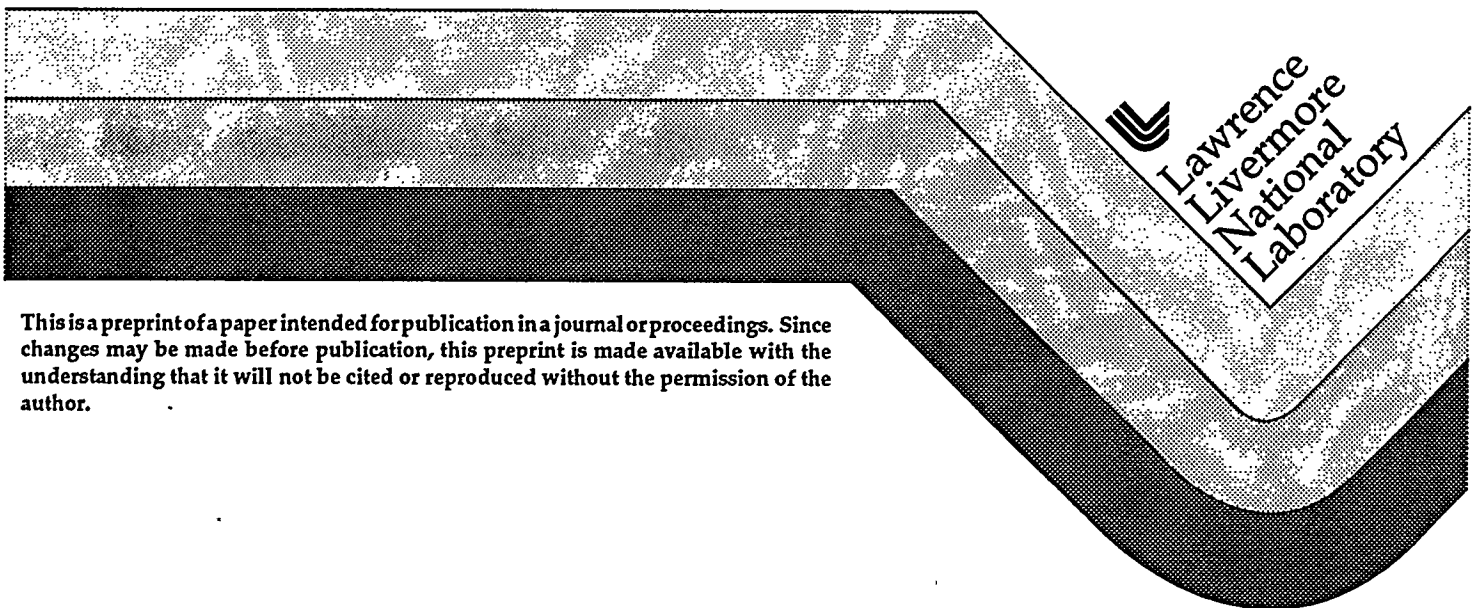 Lawrence
Livermore
National
Laboratory
This is a preprint of a paper intended for publication in a journal or proceedings. Since
changes may be made before publication, this preprint is made available with the
understanding that it will not be cited or reproduced without the permission of the
author.